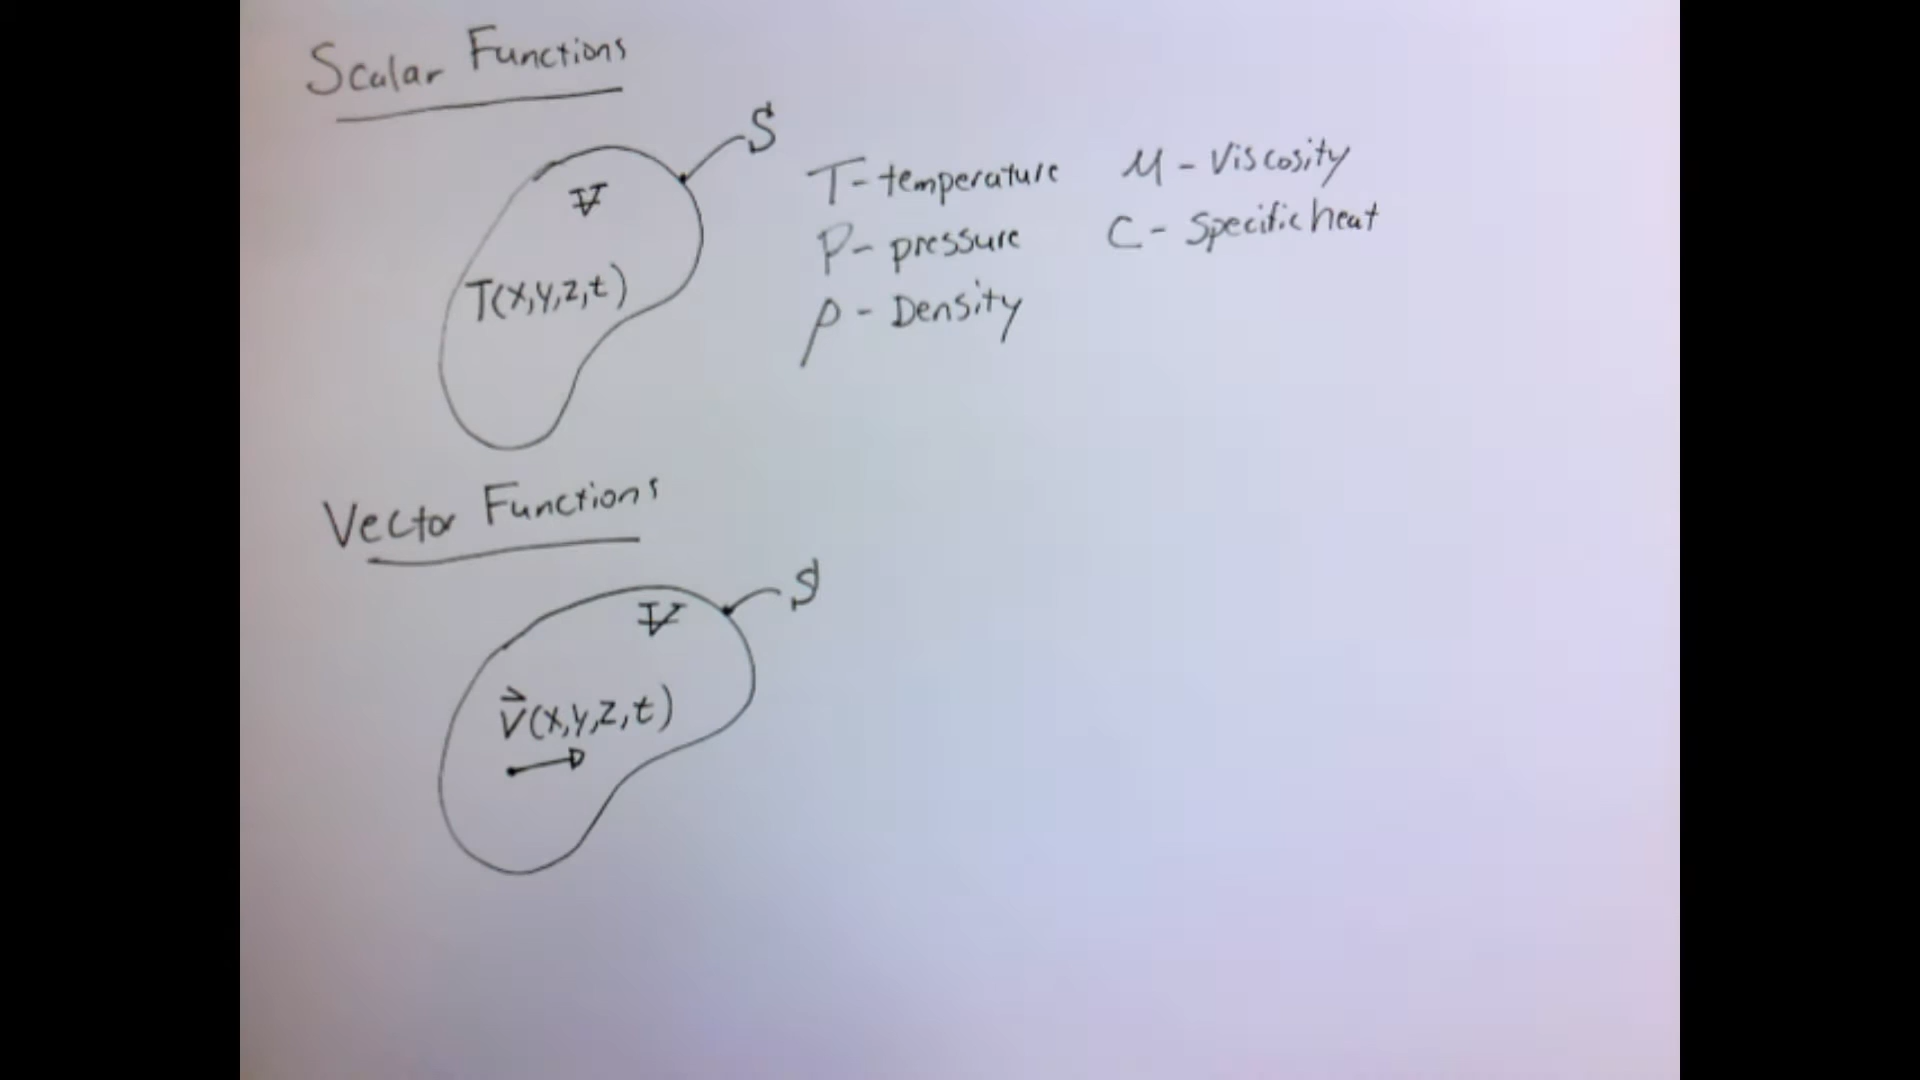 Scalar Functions
S
V
T(x,y,z,t)
T - temperature
P - pressure
ρ - Density
μ - Viscosity
C - Specific heat
Vector Functions
S
V
V⃗(x,y,z,t)